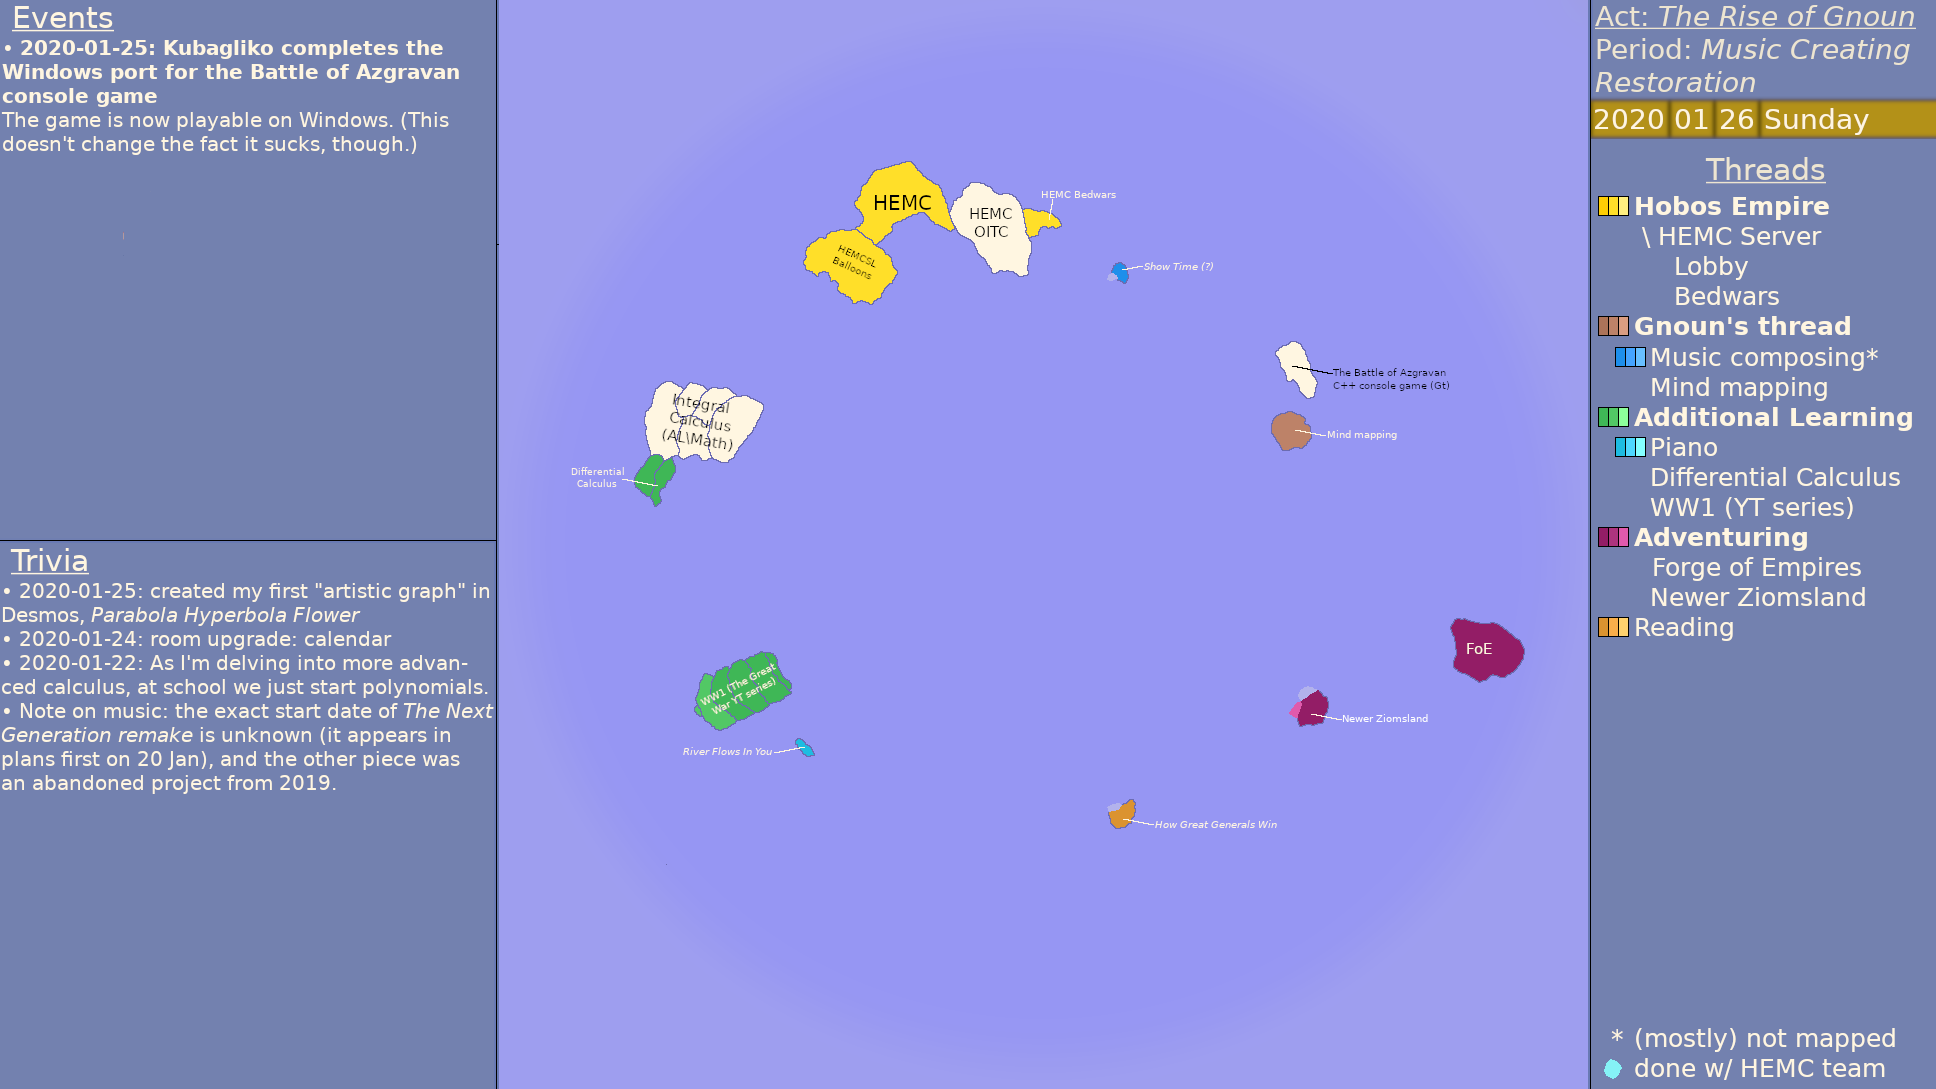 Events
• 2020-01-25: Kubagliko completes the
Windows port for the Battle of Azgravan
console game
The game is now playable on Windows. (This
doesn't change the fact it sucks, though.)
Trivia
• 2020-01-25: created my first "artistic graph" in
Desmos, Parabola Hyperbola Flower
• 2020-01-24: room upgrade: calendar
• 2020-01-22: As I'm delving into more advan-
ced calculus, at school we just start polynomials.
• Note on music: the exact start date of The Next
Generation remake is unknown (it appears in
plans first on 20 Jan), and the other piece was
an abandoned project from 2019.
HEMC
HEMC
OITC
HEMC Bedwars
HEMCSL
Balloons
Show Time (?)
The Battle of Azgravan
C++ console game (Gt)
Mind mapping
Integral
Calculus
(AL\Math)
Differential
Calculus
WW1 (The Great
War YT series)
River Flows In You
FoE
Newer Ziomsland
How Great Generals Win
Act: The Rise of Gnoun
Period: Music Creating
Restoration
2020 01 26 Sunday
Threads
Hobos Empire
\ HEMC Server
Lobby
Bedwars
Gnoun's thread
Music composing*
Mind mapping
Additional Learning
Piano
Differential Calculus
WW1 (YT series)
Adventuring
Forge of Empires
Newer Ziomsland
Reading
* (mostly) not mapped
done w/ HEMC team